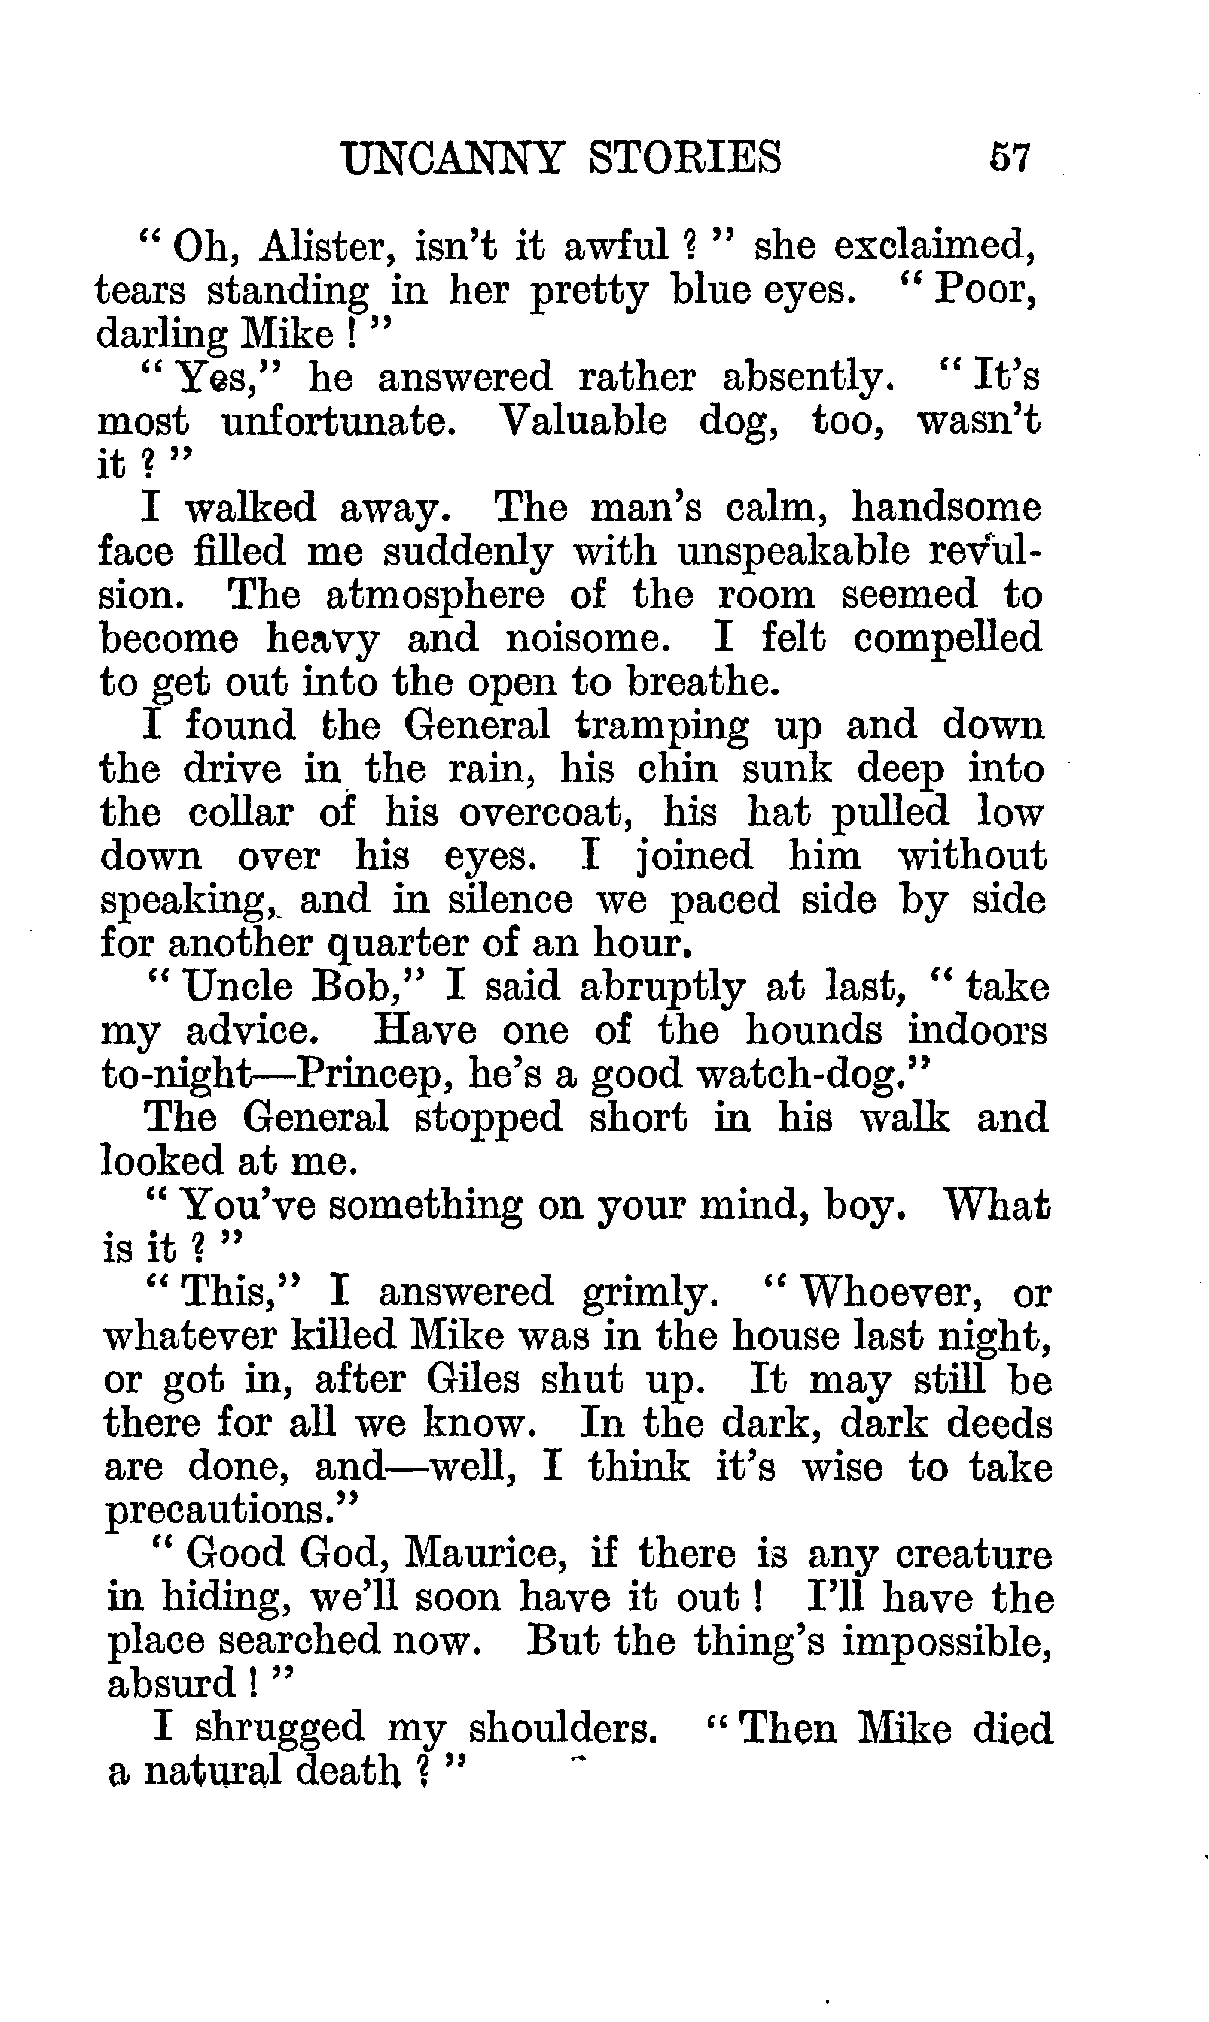 UNCANNY STORIES 57
“ Oh, Alister, isn’t it awful ? ” she exclaimed,
tears standing in her pretty blue eyes. “ Poor,
darling Mike ! ”
“ Yes,” he answered rather absently. “ It’s
most unfortunate. Valuable dog, too, wasn’t
it ? ”
I walked away. The man’s calm, handsome
face filled me suddenly with unspeakable revul-
sion. The atmosphere of the room seemed to
become heavy and noisome. I felt compelled
to get out into the open to breathe.
I found the General tramping up and down
the drive in the rain, his chin sunk deep into
the collar of his overcoat, his hat pulled low
down over his eyes. I joined him without
speaking, and in silence we paced side by side
for another quarter of an hour.
“ Uncle Bob,” I said abruptly at last, “ take
my advice. Have one of the hounds indoors
to-night—Princep, he’s a good watch-dog.”
The General stopped short in his walk and
looked at me.
“ You’ve something on your mind, boy. What
is it ? ”
“ This,” I answered grimly. “ Whoever, or
whatever killed Mike was in the house last night,
or got in, after Giles shut up. It may still be
there for all we know. In the dark, dark deeds
are done, and—well, I think it’s wise to take
precautions.”
“ Good God, Maurice, if there is any creature
in hiding, we’ll soon have it out ! I’ll have the
place searched now. But the thing’s impossible,
absurd ! ”
I shrugged my shoulders. “ Then Mike died
a natural death ? ”